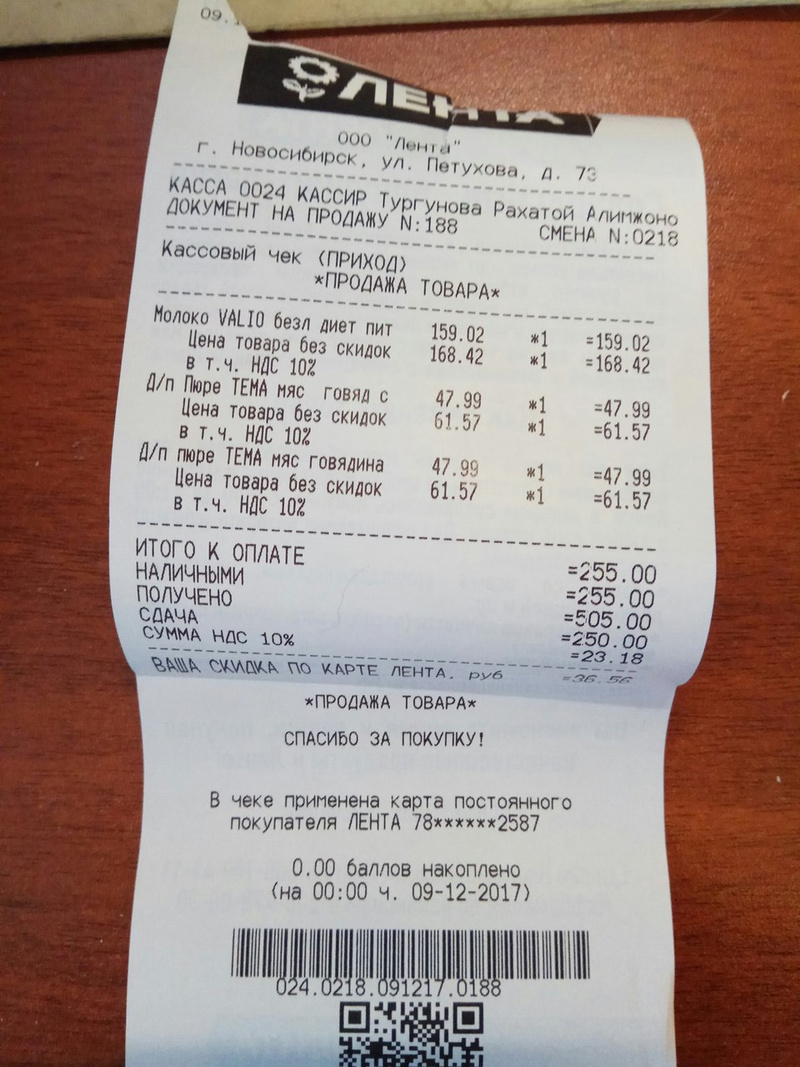 09.
ЛЕНТА
ООО "Лента"
г. Новосибирск, ул. Петухова, д. 73
КАССА 0024 КАССИР Тургунова Рахатой Алимжоно
ДОКУМЕНТ НА ПРОДАЖУ N:188 СМЕНА N:0218
Кассовый чек (ПРИХОД)
*ПРОДАЖА ТОВАРА*
Молоко VALIO безл диет пит 159.02 *1 =159.02
Цена товара без скидок 168.42 *1 =168.42
в т.ч. НДС 10%
Д/п Пюре ТЕМА мяс говяд с 47.99 *1 =47.99
Цена товара без скидок 61.57 *1 =61.57
в т.ч. НДС 10%
Д/п пюре ТЕМА мяс говядина 47.99 *1 =47.99
Цена товара без скидок 61.57 *1 =61.57
в т.ч. НДС 10%
ИТОГО К ОПЛАТЕ =255.00
НАЛИЧНЫМИ =255.00
ПОЛУЧЕНО =505.00
СДАЧА =250.00
СУММА НДС 10% =23.18
ВАША СКИДКА ПО КАРТЕ ЛЕНТА, руб =36.56
*ПРОДАЖА ТОВАРА*
СПАСИБО ЗА ПОКУПКУ!
В чеке применена карта постоянного
покупателя ЛЕНТА 78******2587
0.00 баллов накоплено
(на 00:00 ч. 09-12-2017)
024.0218.091217.0188